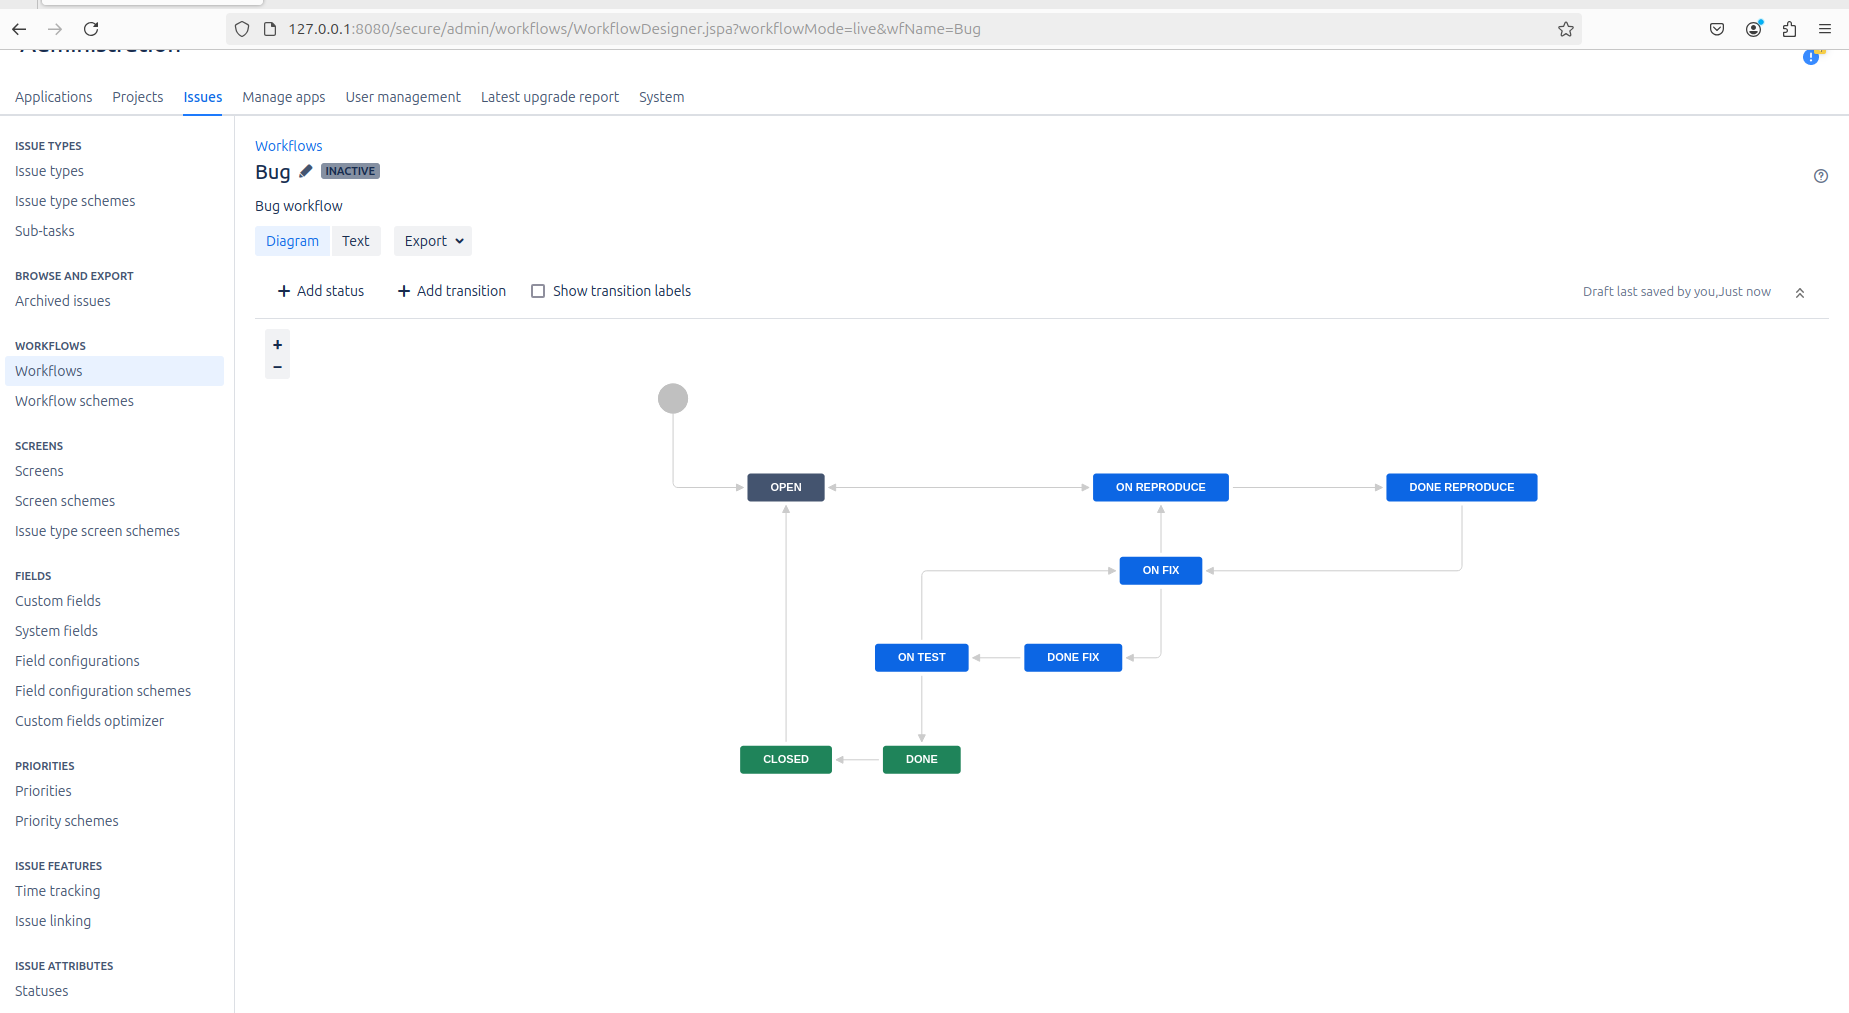 127.0.0.1:8080/secure/admin/workflows/WorkflowDesigner.jspa?workflowMode=live&wfName=Bug
Administration
Applications Projects Issues Manage apps User management Latest upgrade report System
ISSUE TYPES
Issue types
Issue type schemes
Sub-tasks
BROWSE AND EXPORT
Archived issues
WORKFLOWS
Workflows
Workflow schemes
SCREENS
Screens
Screen schemes
Issue type screen schemes
FIELDS
Custom fields
System fields
Field configurations
Field configuration schemes
Custom fields optimizer
PRIORITIES
Priorities
Priority schemes
ISSUE FEATURES
Time tracking
Issue linking
ISSUE ATTRIBUTES
Statuses
Workflows
Bug INACTIVE
Bug workflow
Diagram Text Export
+ Add status + Add transition Show transition labels Draft last saved by you,Just now
+
−
OPEN ON REPRODUCE DONE REPRODUCE
ON FIX
ON TEST DONE FIX
CLOSED DONE